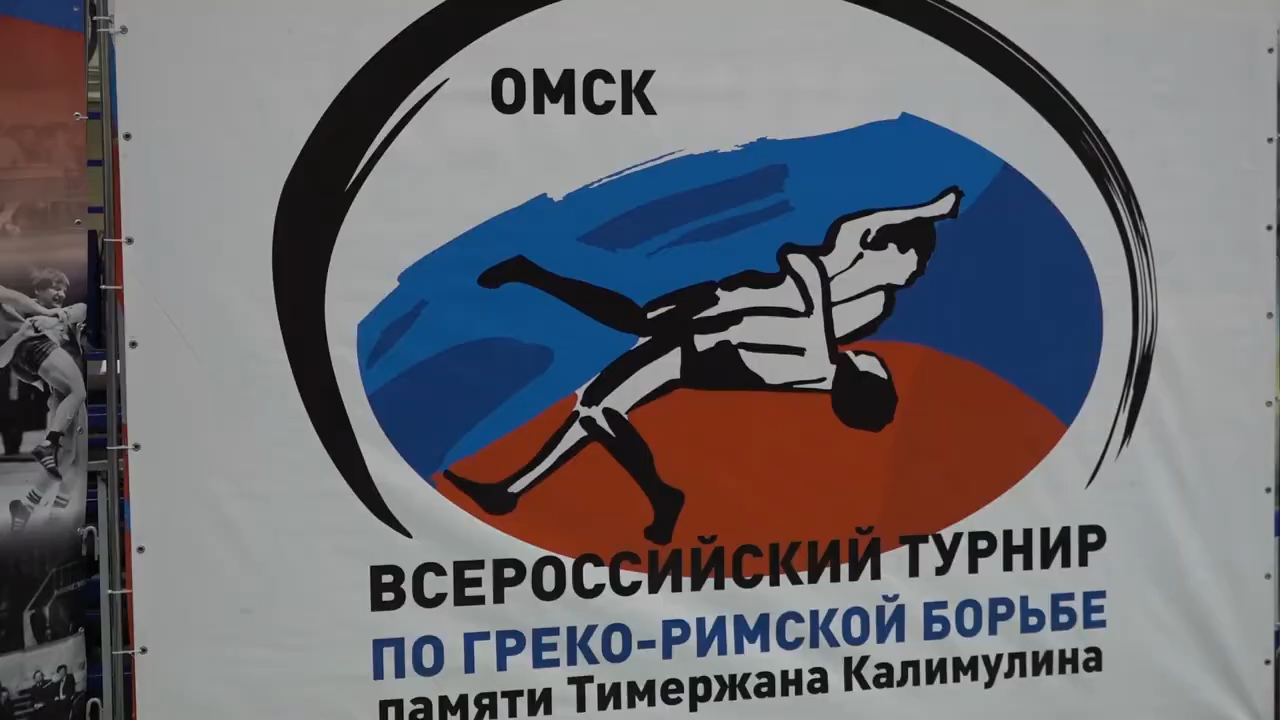 ОМСК
ВСЕРОССИЙСКИЙ ТУРНИР
ПО ГРЕКО-РИМСКОЙ БОРЬБЕ
памяти Тимержана Калимулина